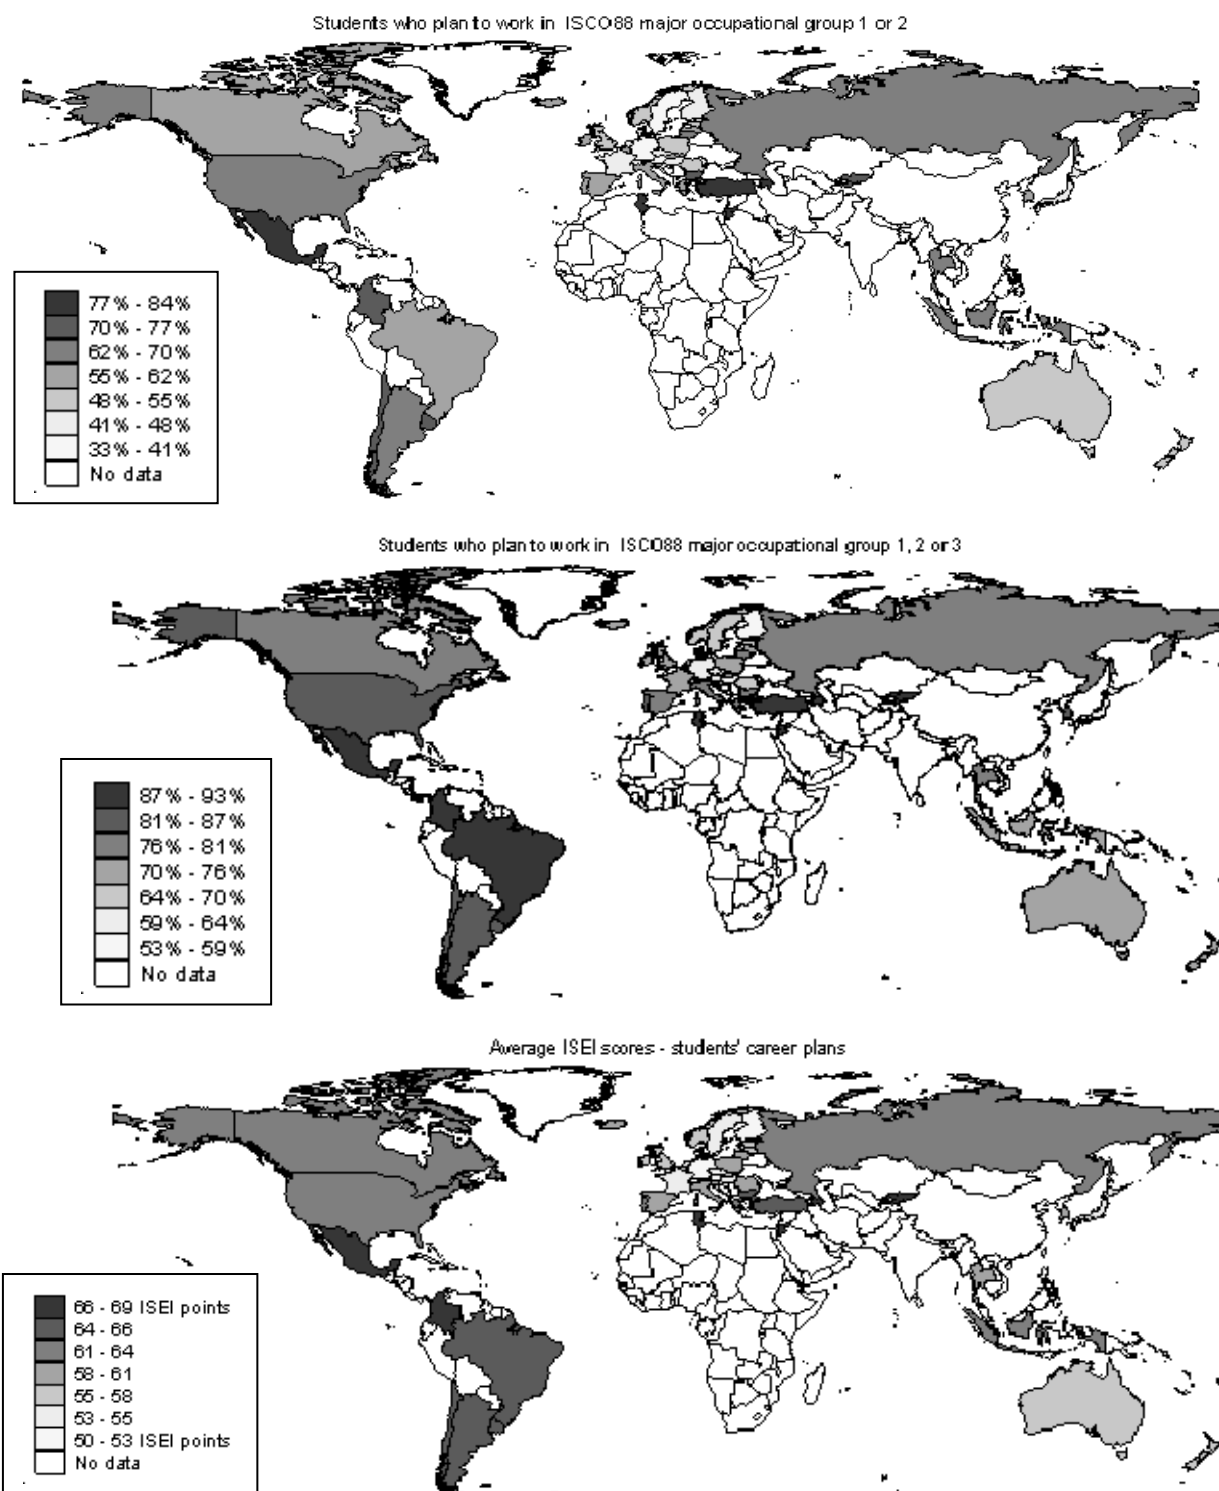 Students who plan to work in ISCO88 major occupational group 1 or 2
77% - 84%
70% - 77%
62% - 70%
55% - 62%
48% - 55%
41% - 48%
33% - 41%
No data
Students who plan to work in ISCO88 major occupational group 1, 2 or 3
87% - 93%
81% - 87%
76% - 81%
70% - 76%
64% - 70%
59% - 64%
53% - 59%
No data
Average ISEI scores - students' career plans
66 - 69 ISEI points
64 - 66
61 - 64
58 - 61
55 - 58
53 - 55
50 - 53 ISEI points
No data